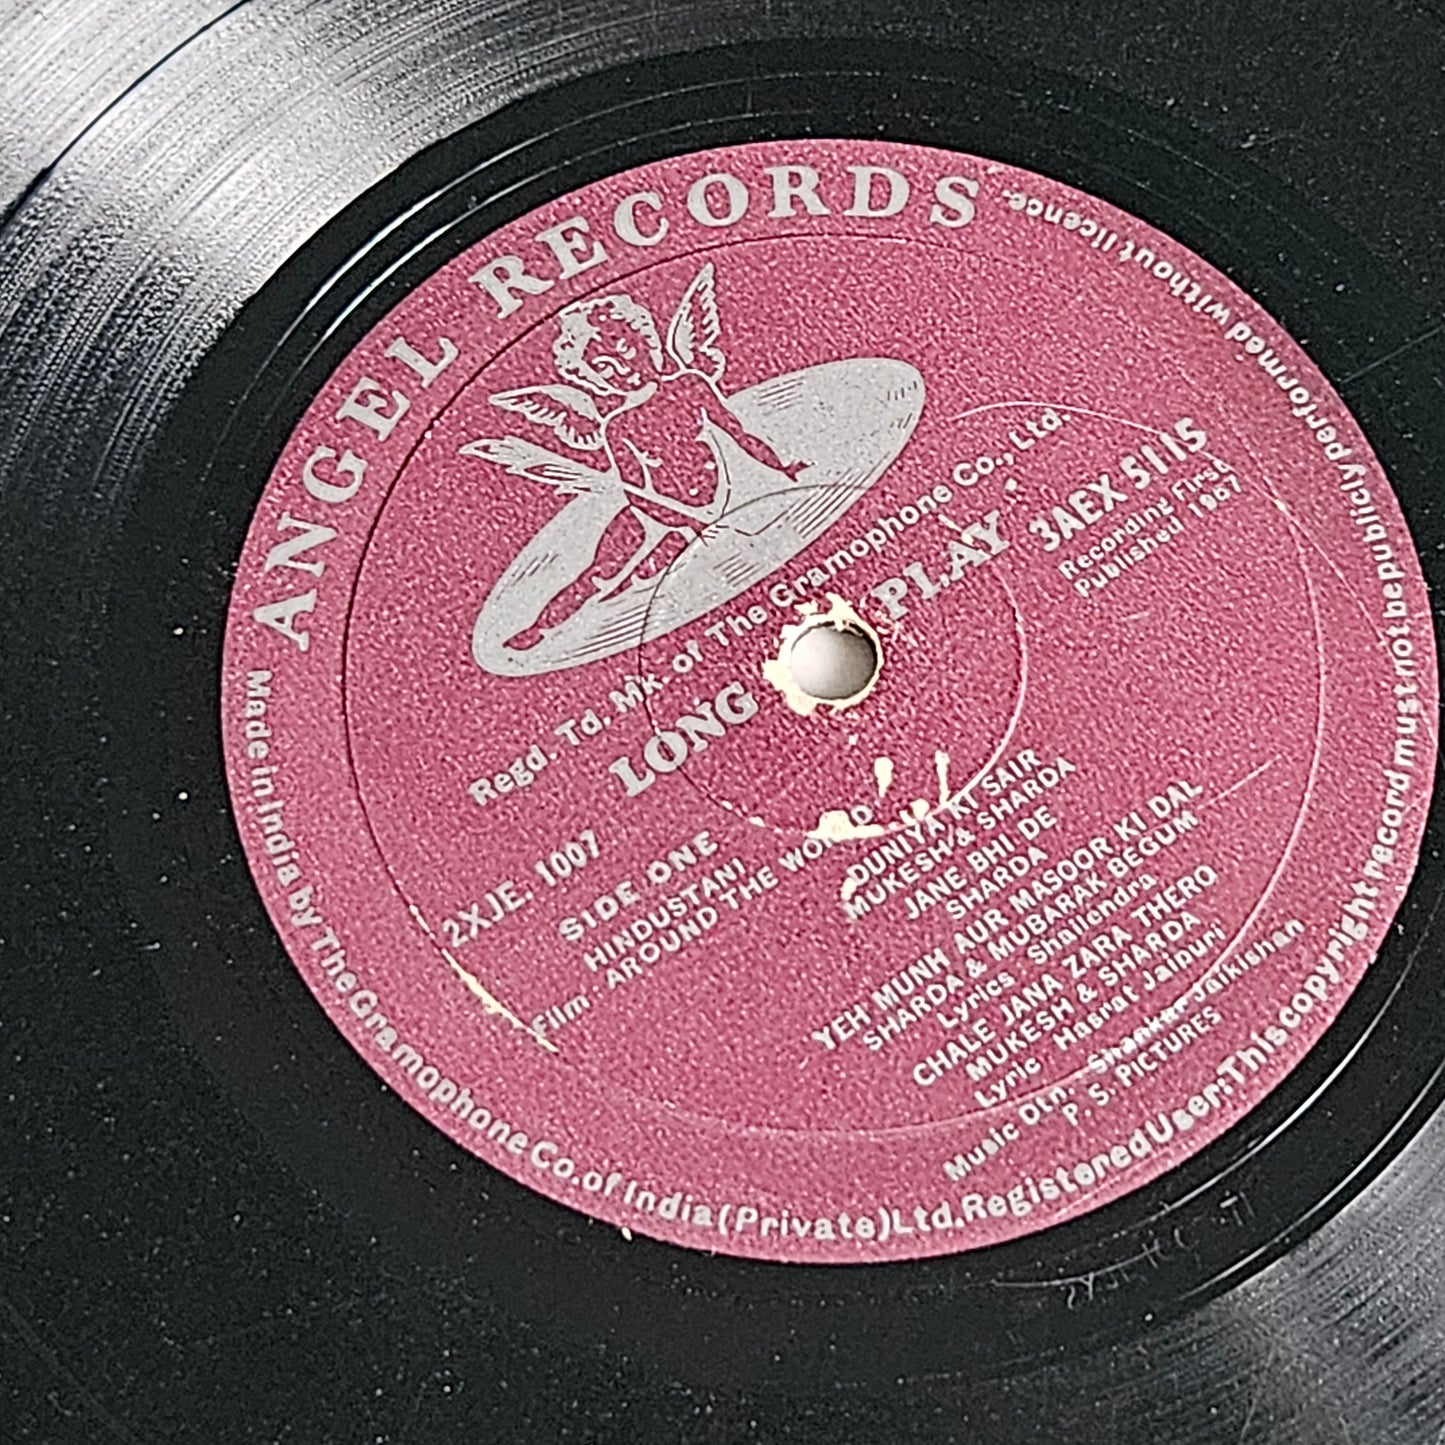 ANGEL RECORDS
Regd. Td. Mk. of The Gramophone Co., Ltd.
LONG PLAY
3AEX 5115
Recording First
Published 1967
2XJE. 1007
SIDE ONE
HINDUSTANI
Film - AROUND THE WORLD
DUNIYA KI SAIR
MUKESH & SHARDA
JANE BHI DE
SHARDA
YEH MUNH AUR MASOOR KI DAL
SHARDA & MUBARAK BEGUM
Lyrics - Shailendra
CHALE JANA ZARA THERO
MUKESH & SHARDA
Lyric - Hasrat Jaipuri
Music Dtn.- Shanker Jaikishan
P. S. PICTURES
Made in India by The Gramophone Co. of India (Private) Ltd. Registered User: This copyright record must not be publicly performed without licence.